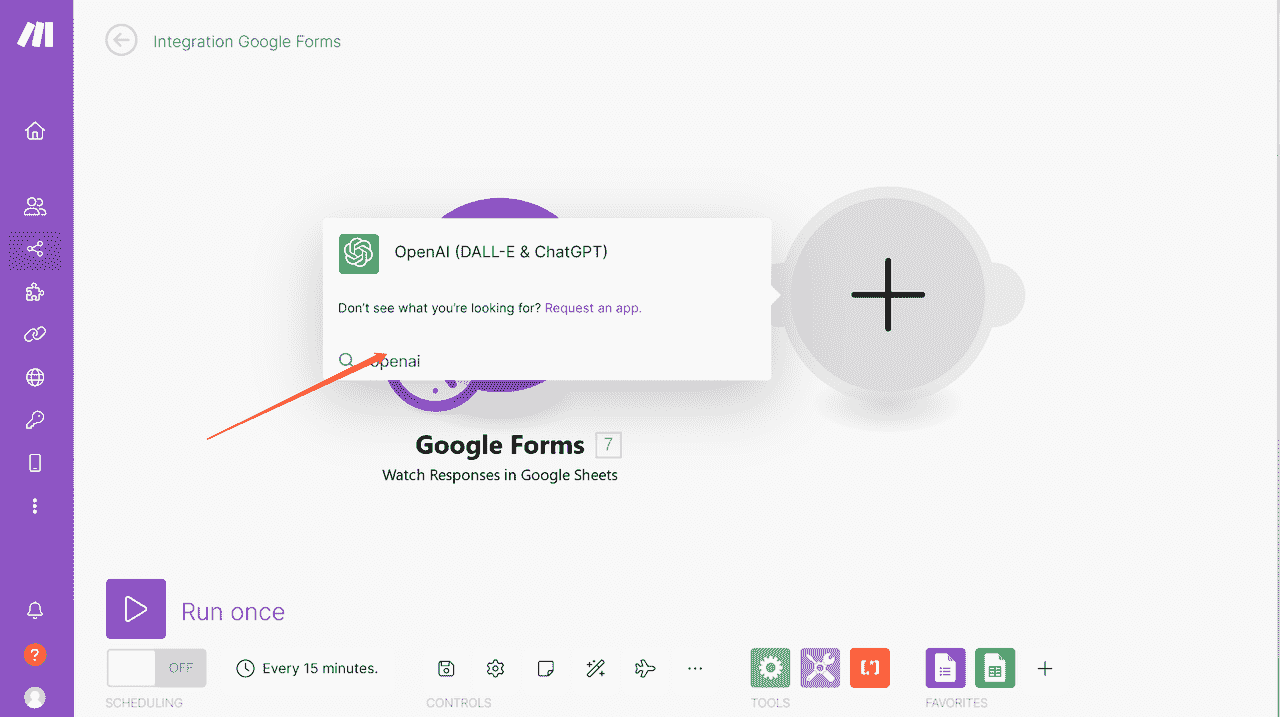 Integration Google Forms
OpenAI (DALL-E & ChatGPT)
Don't see what you're looking for? Request an app.
openai
Google Forms 7
Watch Responses in Google Sheets
Run once
OFF
Every 15 minutes.
...
SCHEDULING
CONTROLS
TOOLS
FAVORITES
?